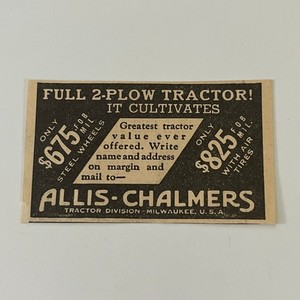 FULL 2-PLOW TRACTOR!
IT CULTIVATES
ONLY
$675 F.O.B. MIL.
STEEL WHEELS
Greatest tractor
value ever
offered. Write
name and address
on margin and
mail to—
ONLY
$825 F.O.B. MIL.
WITH AIR
TIRES
ALLIS-CHALMERS
TRACTOR DIVISION-MILWAUKEE, U.S.A.